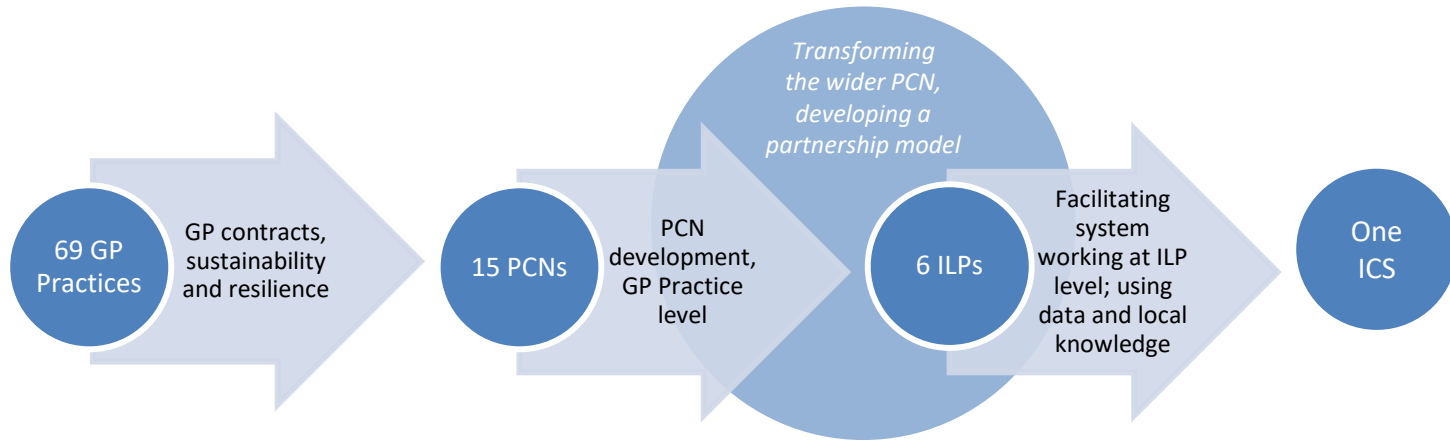 69 GP
Practices
GP contracts,
sustainability
and resilience
15 PCNs
PCN
development,
GP Practice
level
Transforming
the wider PCN,
developing a
partnership model
6 ILPs
Facilitating
system
working at ILP
level; using
data and local
knowledge
One
ICS